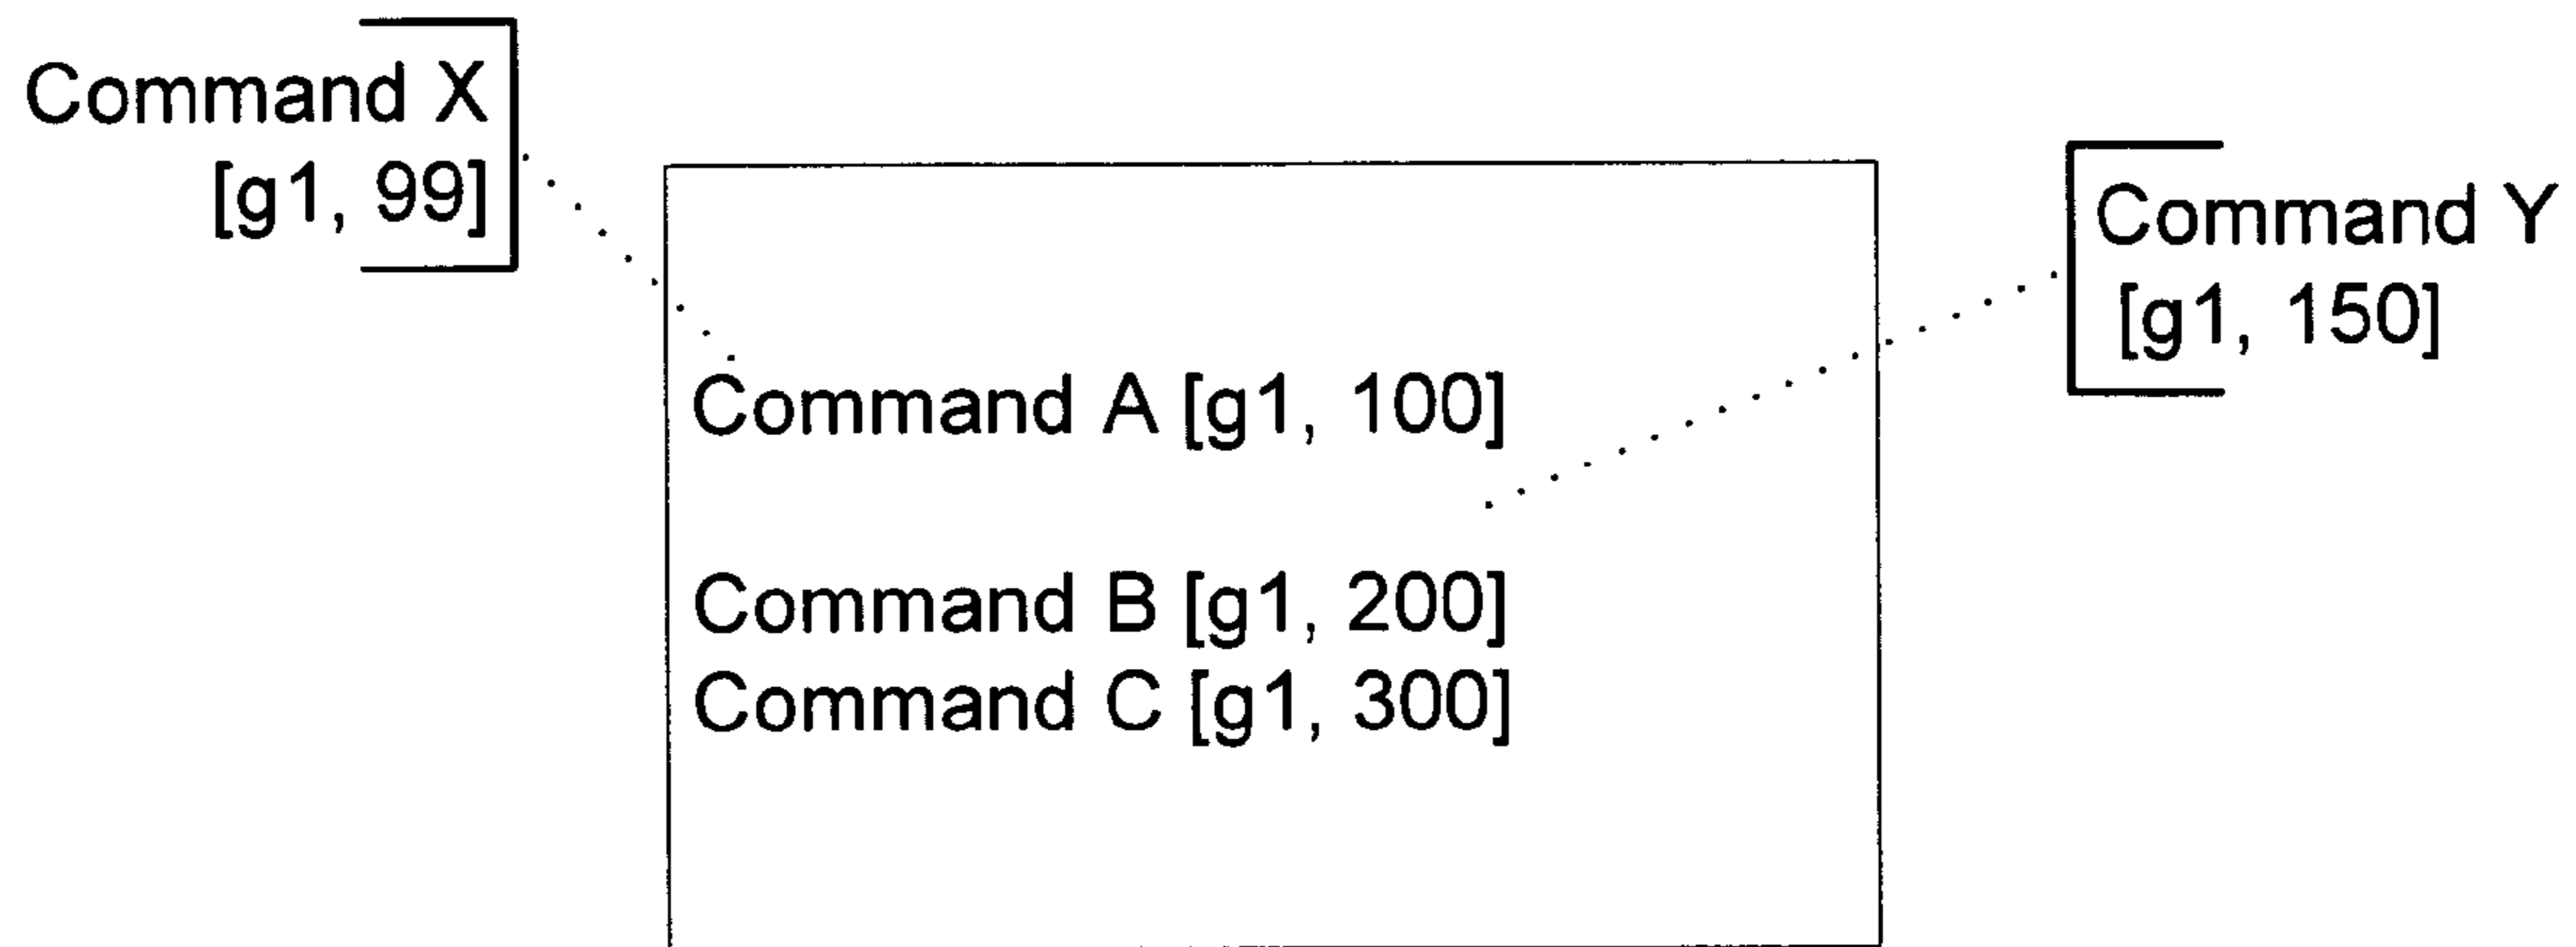 Command X
[g1, 99]
Command Y
[g1, 150]
Command A [g1, 100]
Command B [g1, 200]
Command C [g1, 300]